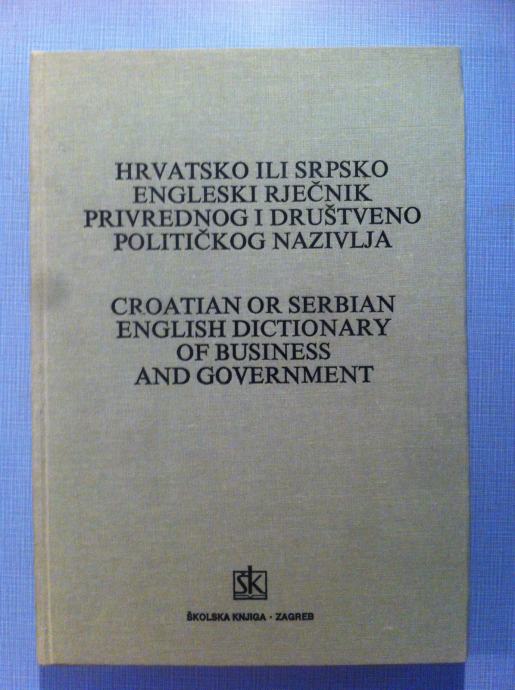 HRVATSKO ILI SRPSKO
ENGLESKI RJEČNIK
PRIVREDNOG I DRUŠTVENO
POLITIČKOG NAZIVLJA
CROATIAN OR SERBIAN
ENGLISH DICTIONARY
OF BUSINESS
AND GOVERNMENT
ŠK
ŠKOLSKA KNJIGA · ZAGREB